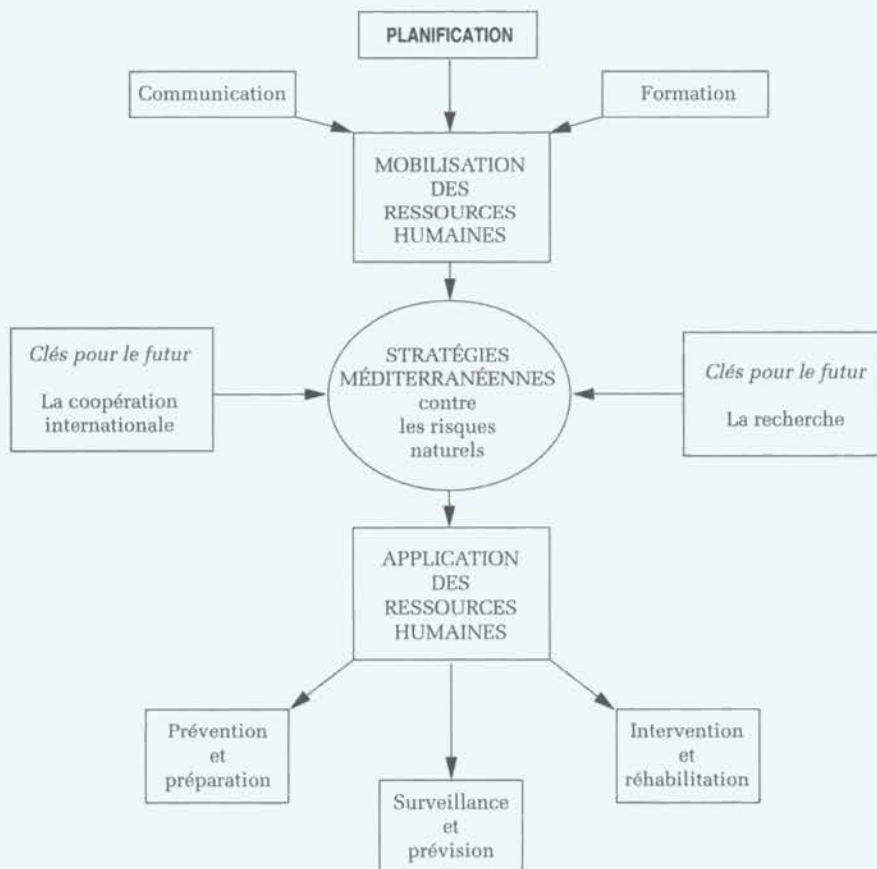 PLANIFICATION
Communication
Formation
MOBILISATION
DES
RESSOURCES
HUMAINES
Clés pour le futur
La coopération
internationale
STRATÉGIES
MÉDITERRANÉENNES
contre
les risques
naturels
Clés pour le futur
La recherche
APPLICATION
DES
RESSOURCES
HUMAINES
Prévention
et
préparation
Surveillance
et
prévision
Intervention
et
réhabilitation